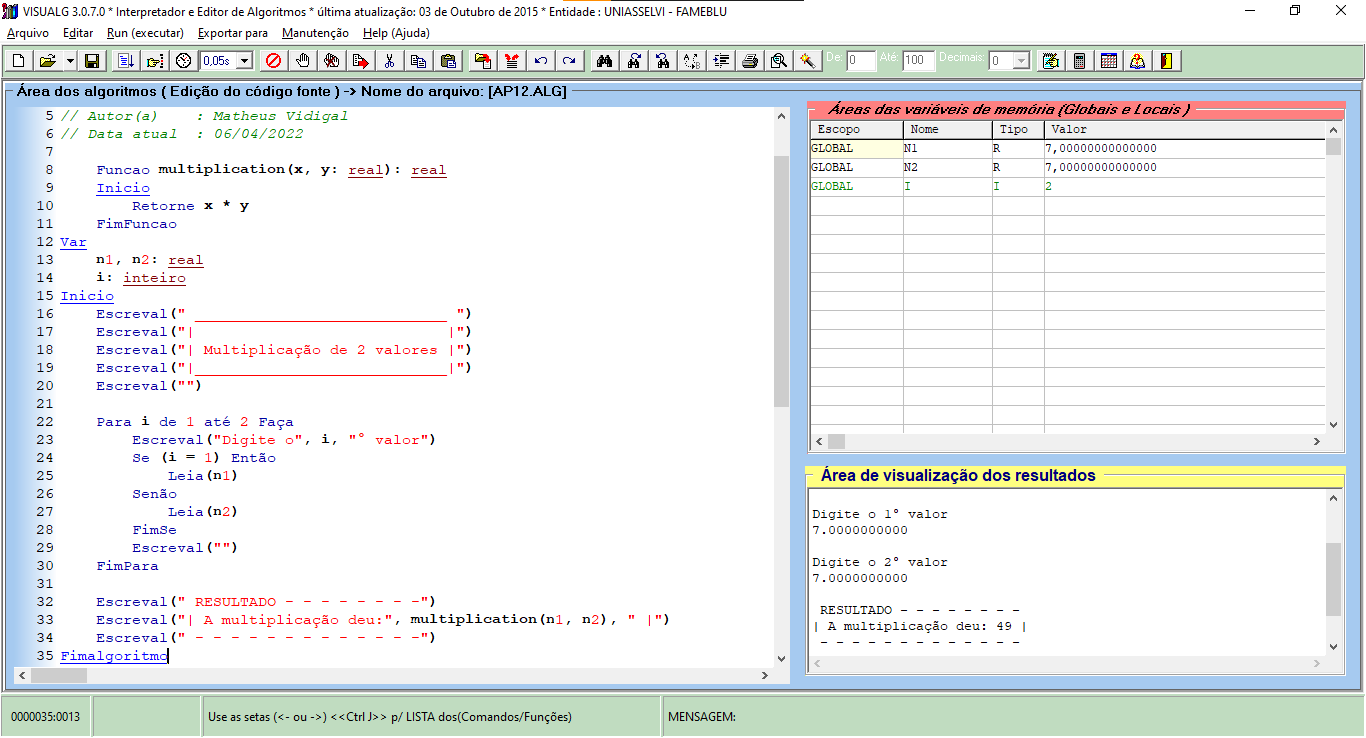 VISUALG 3.0.7.0 * Interpretador e Editor de Algoritmos * última atualização: 03 de Outubro de 2015 * Entidade : UNIASSELVI - FAMEBLU
Arquivo Editar Run (executar) Exportar para Manutenção Help (Ajuda)
0,05s De: 0 Até: 100 Decimais: 0
Área dos algoritmos ( Edição do código fonte ) -> Nome do arquivo: [AP12.ALG]
5 // Autor(a)    : Matheus Vidigal
6 // Data atual  : 06/04/2022
7
8     Funcao multiplication(x, y: real): real
9     Inicio
10         Retorne x * y
11     FimFuncao
12 Var
13     n1, n2: real
14     i: inteiro
15 Inicio
16     Escreval(" ____________________________ ")
17     Escreval("|                            |")
18     Escreval("| Multiplicação de 2 valores |")
19     Escreval("|____________________________|")
20     Escreval("")
21
22     Para i de 1 até 2 Faça
23         Escreval("Digite o", i, "° valor")
24         Se (i = 1) Então
25             Leia(n1)
26         Senão
27             Leia(n2)
28         FimSe
29         Escreval("")
30     FimPara
31
32     Escreval(" RESULTADO - - - - - - - -")
33     Escreval("| A multiplicação deu:", multiplication(n1, n2), " |")
34     Escreval(" - - - - - - - - - - - - -")
35 Fimalgoritmo
Áreas das variáveis de memória (Globais e Locais )
Escopo Nome Tipo Valor
GLOBAL N1 R 7,00000000000000
GLOBAL N2 R 7,00000000000000
GLOBAL I I 2
Área de visualização dos resultados
Digite o 1° valor
7.0000000000
Digite o 2° valor
7.0000000000
RESULTADO - - - - - - - -
| A multiplicação deu: 49 |
- - - - - - - - - - - - -
0000035:0013 Use as setas (<- ou ->) <<Ctrl J>> p/ LISTA dos(Comandos/Funções) MENSAGEM: